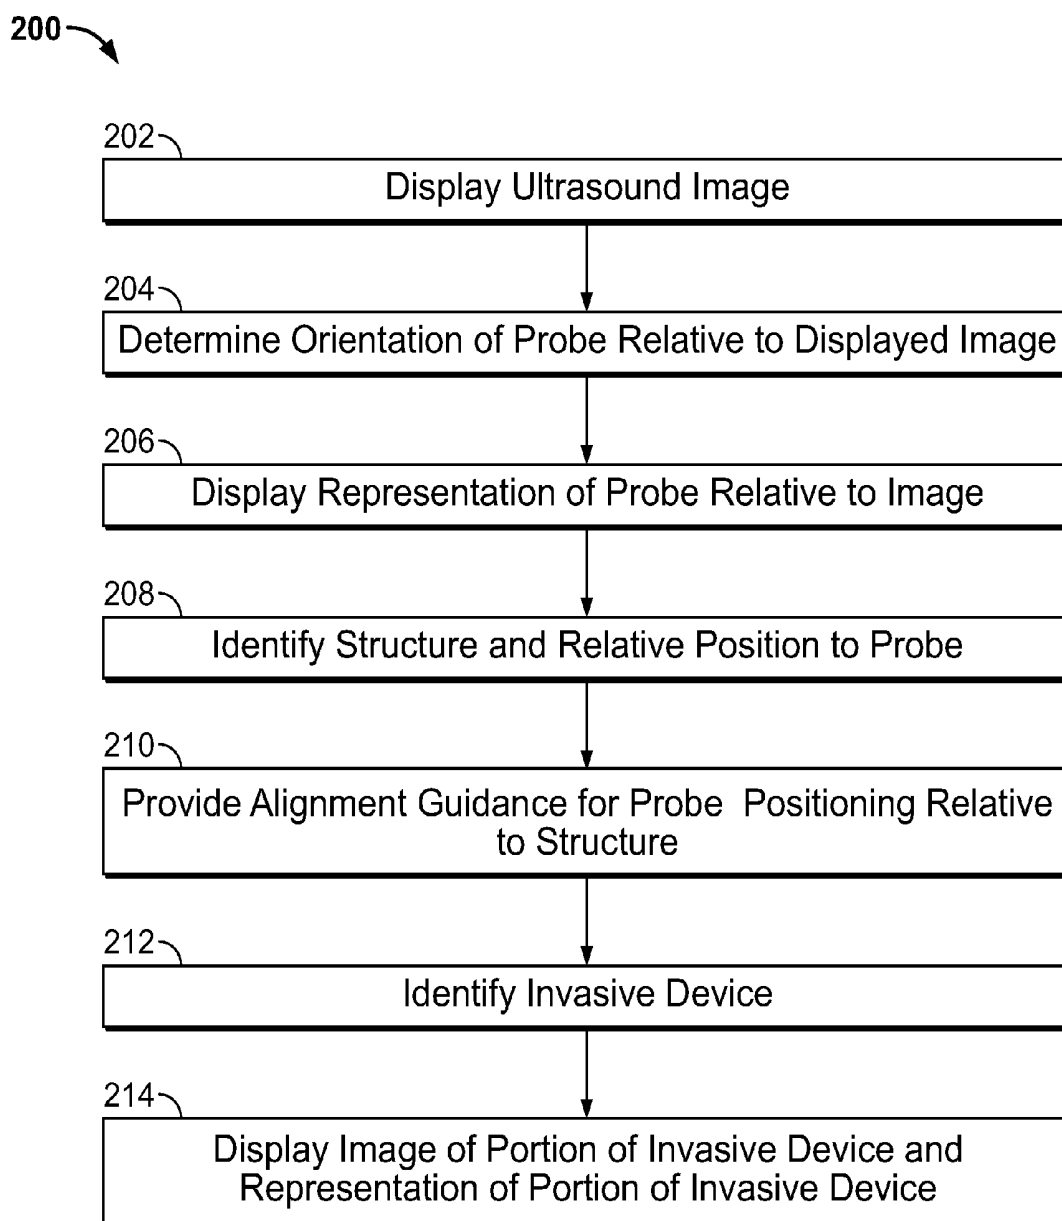 200
202
Display Ultrasound Image
204
Determine Orientation of Probe Relative to Displayed Image
206
Display Representation of Probe Relative to Image
208
Identify Structure and Relative Position to Probe
210
Provide Alignment Guidance for Probe Positioning Relative
to Structure
212
Identify Invasive Device
214
Display Image of Portion of Invasive Device and
Representation of Portion of Invasive Device